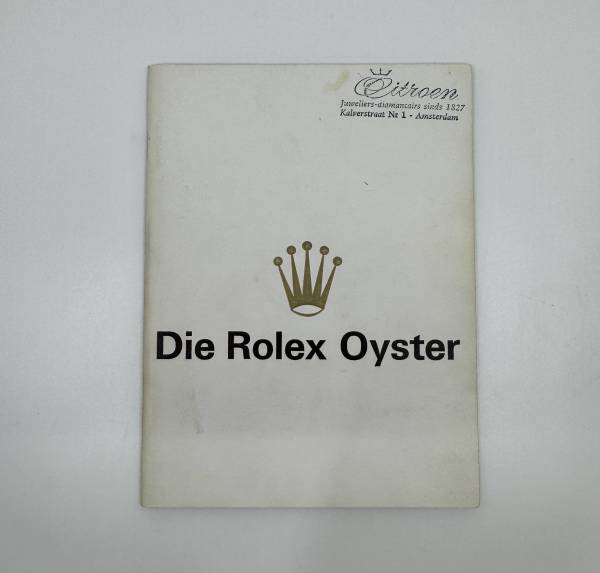 Citroen
Juweliers-diamantairs sinds 1827
Kalverstraat Nr 1 - Amsterdam
Die Rolex Oyster